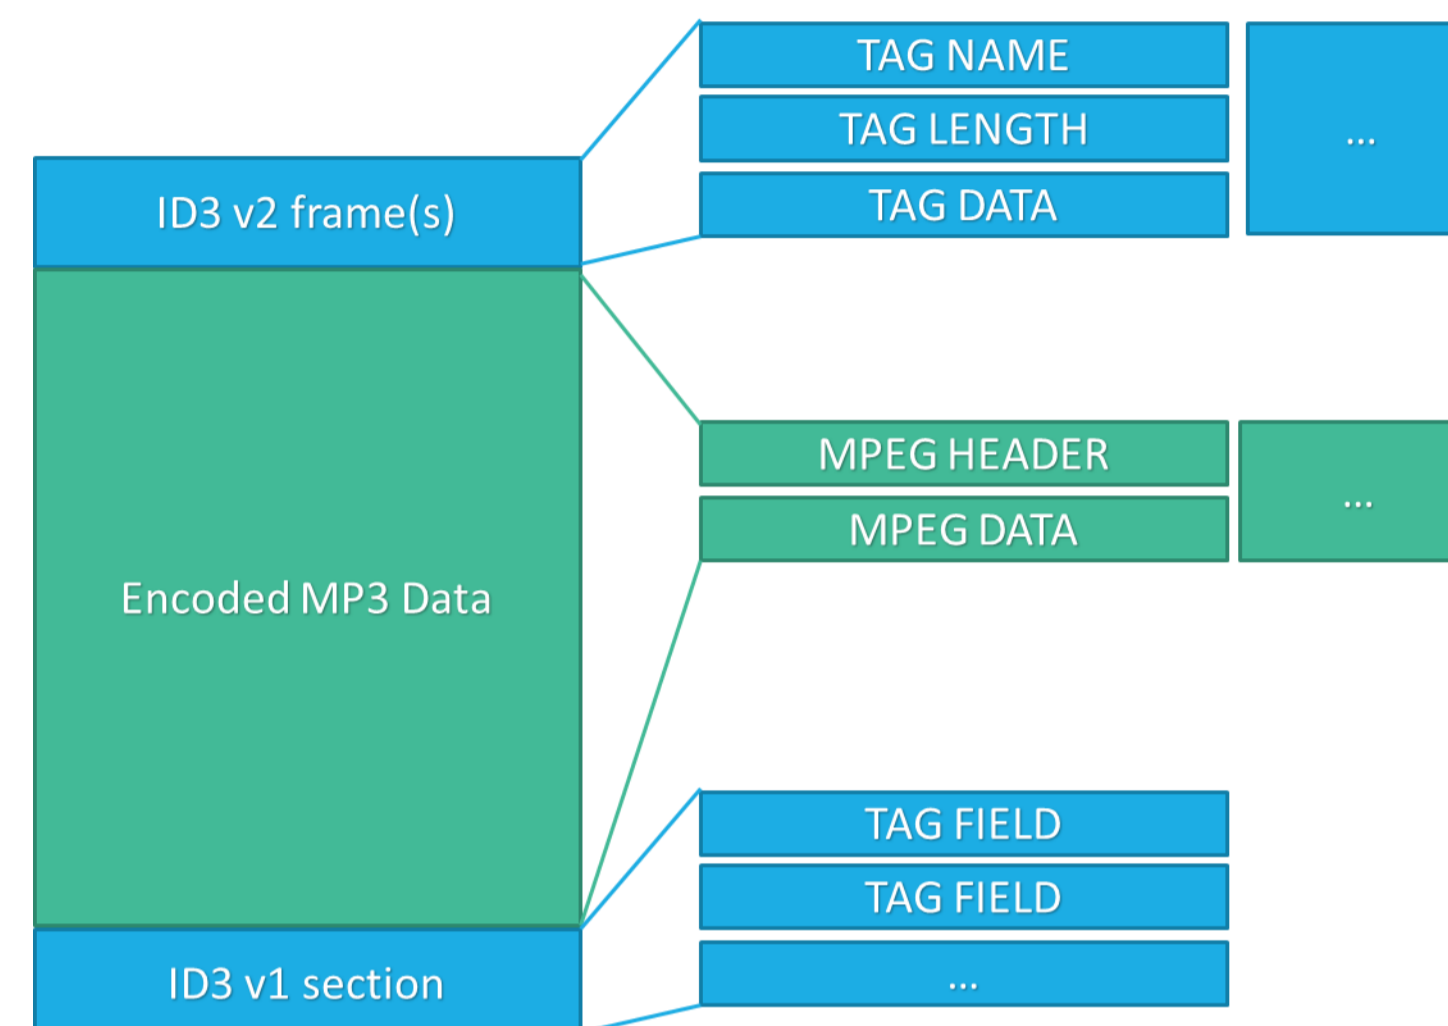 TAG NAME
TAG LENGTH
TAG DATA
...
ID3 v2 frame(s)
MPEG HEADER
MPEG DATA
...
Encoded MP3 Data
TAG FIELD
TAG FIELD
...
ID3 v1 section